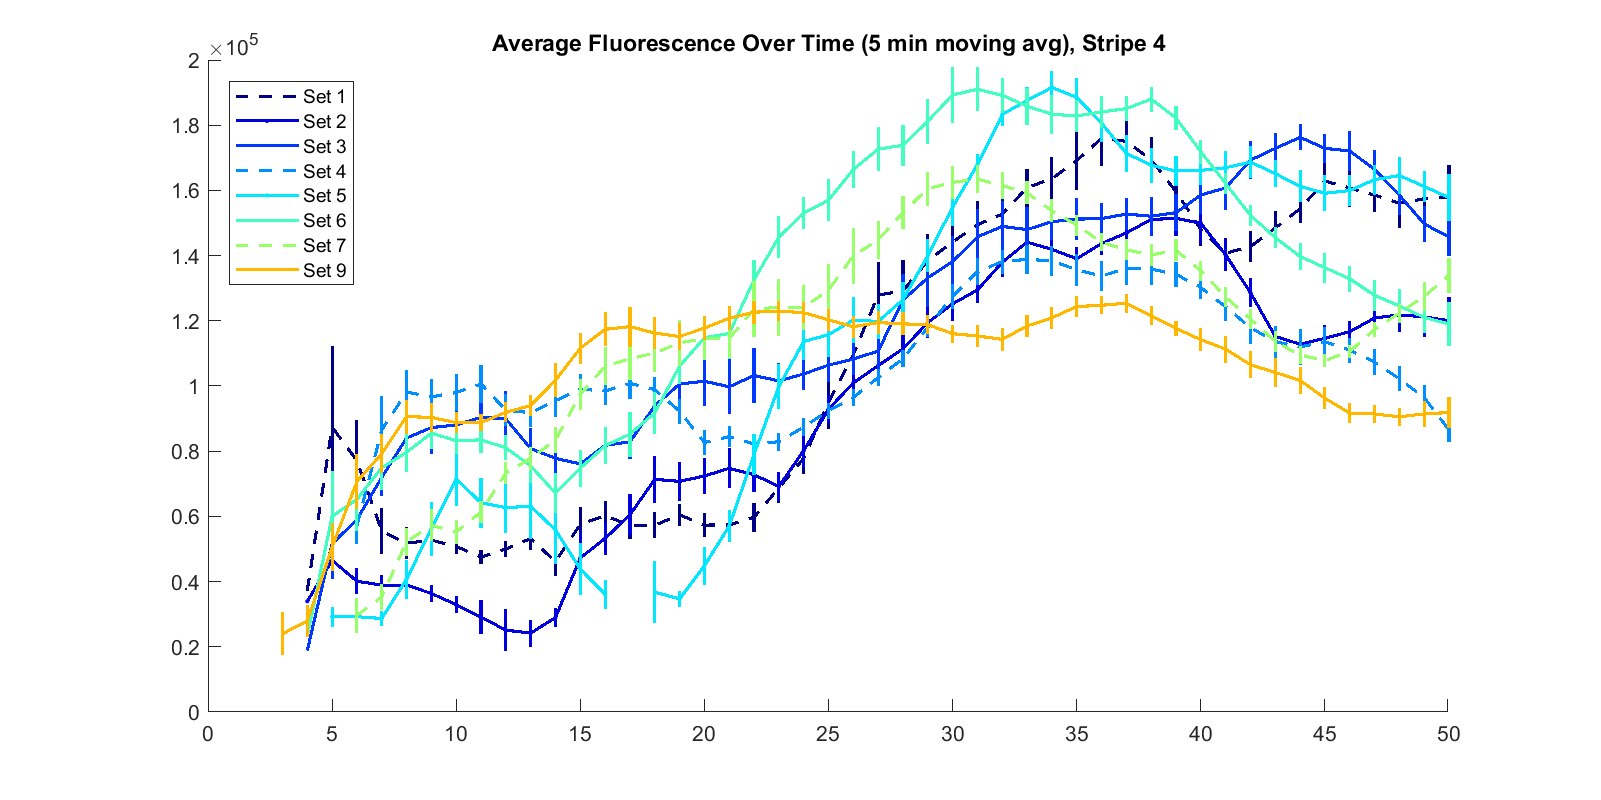 Average Fluorescence Over Time (5 min moving avg), Stripe 4
×10⁵
2
1.8
1.6
1.4
1.2
1
0.8
0.6
0.4
0.2
0
Set 1
Set 2
Set 3
Set 4
Set 5
Set 6
Set 7
Set 9
0 5 10 15 20 25 30 35 40 45 50